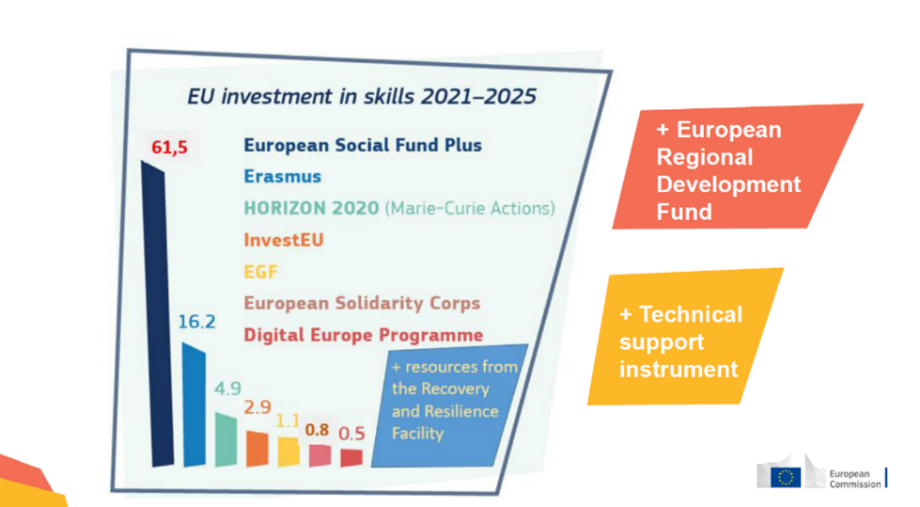 EU investment in skills 2021–2025
61,5
European Social Fund Plus
Erasmus
HORIZON 2020 (Marie-Curie Actions)
InvestEU
EGF
European Solidarity Corps
Digital Europe Programme
16.2
4.9
2.9
1.1
0.8
0.5
+ resources from
the Recovery
and Resilience
Facility
+ European
Regional
Development
Fund
+ Technical
support
instrument
European
Commission